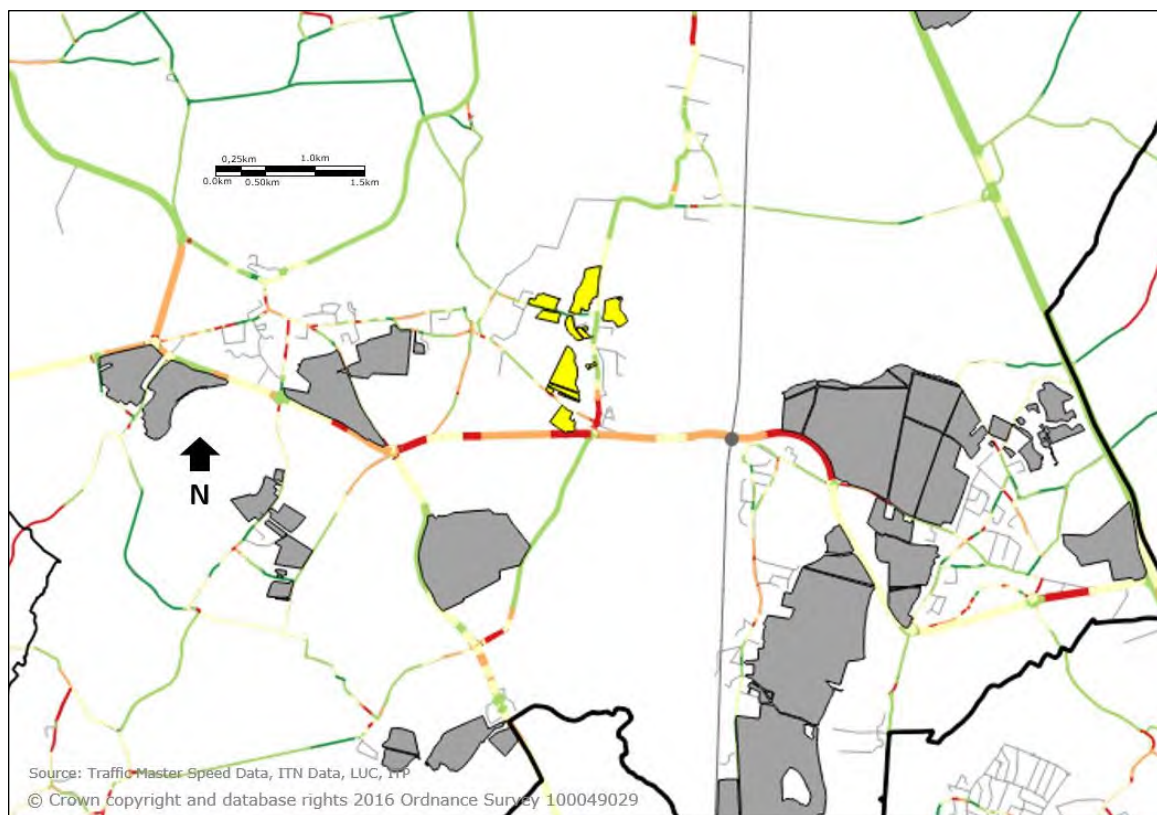 0,25km 1.0km
0.0km 0.50km 1.5km
N
Source: Traffic Master Speed Data, ITN Data, LUC, ITP
© Crown copyright and database rights 2016 Ordnance Survey 100049029